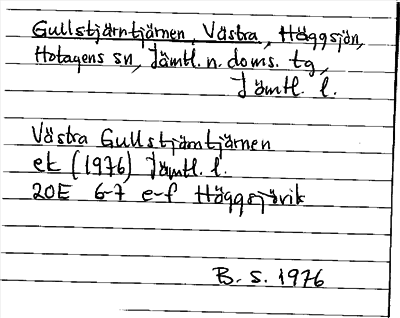 Gullstjärntjärnen, Västra, Häggsjön,
Hotagens sn, Jämtl. n. doms. tg,
Jämtl. l.
Västra Gullstjärntjärnen
ek (1976) Jämtl. l.
20E 6-7 e-f Häggsjövik
B. S. 1976